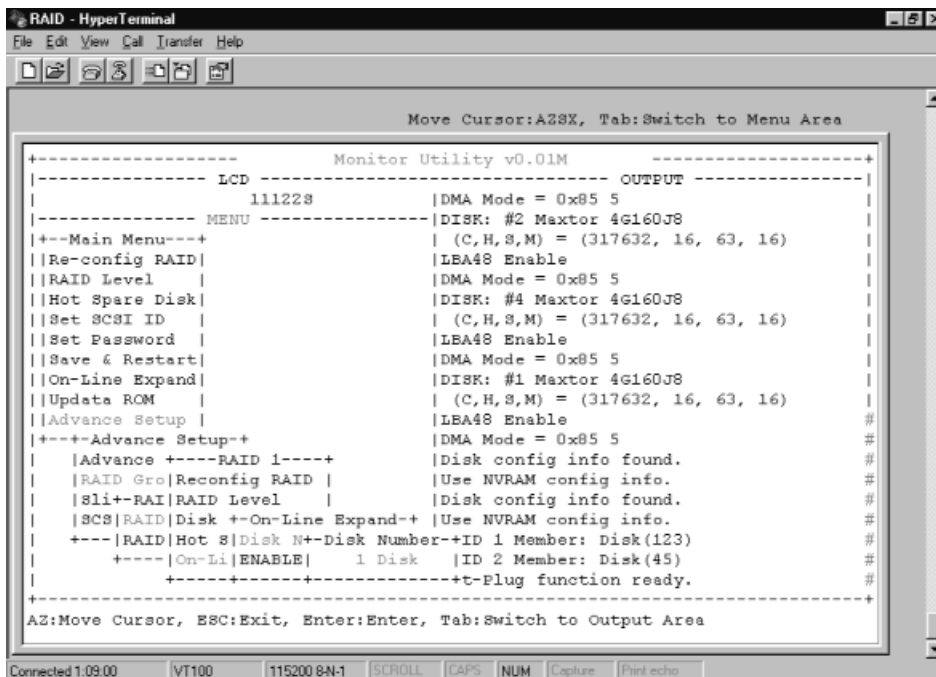 RAID - HyperTerminal
File Edit View Call Transfer Help
Move Cursor:AZSX, Tab:Switch to Menu Area
+------------------- Monitor Utility v0.01M -------------------+
|---------------- LCD --------------------------------- OUTPUT ----------------|
| 11122S |DMA Mode = 0x85 5 |
|--------------- MENU ----------------|DISK: #2 Maxtor 4G160J8 |
|+--Main Menu---+ | (C,H,S,M) = (317632, 16, 63, 16) |
||Re-config RAID| |LBA48 Enable |
||RAID Level | |DMA Mode = 0x85 5 |
||Hot Spare Disk| |DISK: #4 Maxtor 4G160J8 |
||Set SCSI ID | | (C,H,S,M) = (317632, 16, 63, 16) |
||Set Password | |LBA48 Enable |
||Save & Restart| |DMA Mode = 0x85 5 |
||On-Line Expand| |DISK: #1 Maxtor 4G160J8 |
||Updata ROM | | (C,H,S,M) = (317632, 16, 63, 16) |
||Advance Setup | |LBA48 Enable #
|+--+-Advance Setup-+ |DMA Mode = 0x85 5 #
| |Advance +----RAID 1----+ |Disk config info found. #
| |RAID Gro|Reconfig RAID | |Use NVRAM config info. #
| |Sli+-RAI|RAID Level | |Disk config info found. #
| |SCS|RAID|Disk +-On-Line Expand-+ |Use NVRAM config info. #
| +---|RAID|Hot S|Disk N+-Disk Number-+ID 1 Member: Disk(123) #
| +----|On-Li|ENABLE| 1 Disk |ID 2 Member: Disk(45) #
| +-----+------+-------------+t-Plug function ready. #
+------------------------------------------------------------------------------+
AZ:Move Cursor, ESC:Exit, Enter:Enter, Tab:Switch to Output Area
Connected 1:09:00 VT100 115200 8-N-1 SCROLL CAPS NUM Capture Print echo